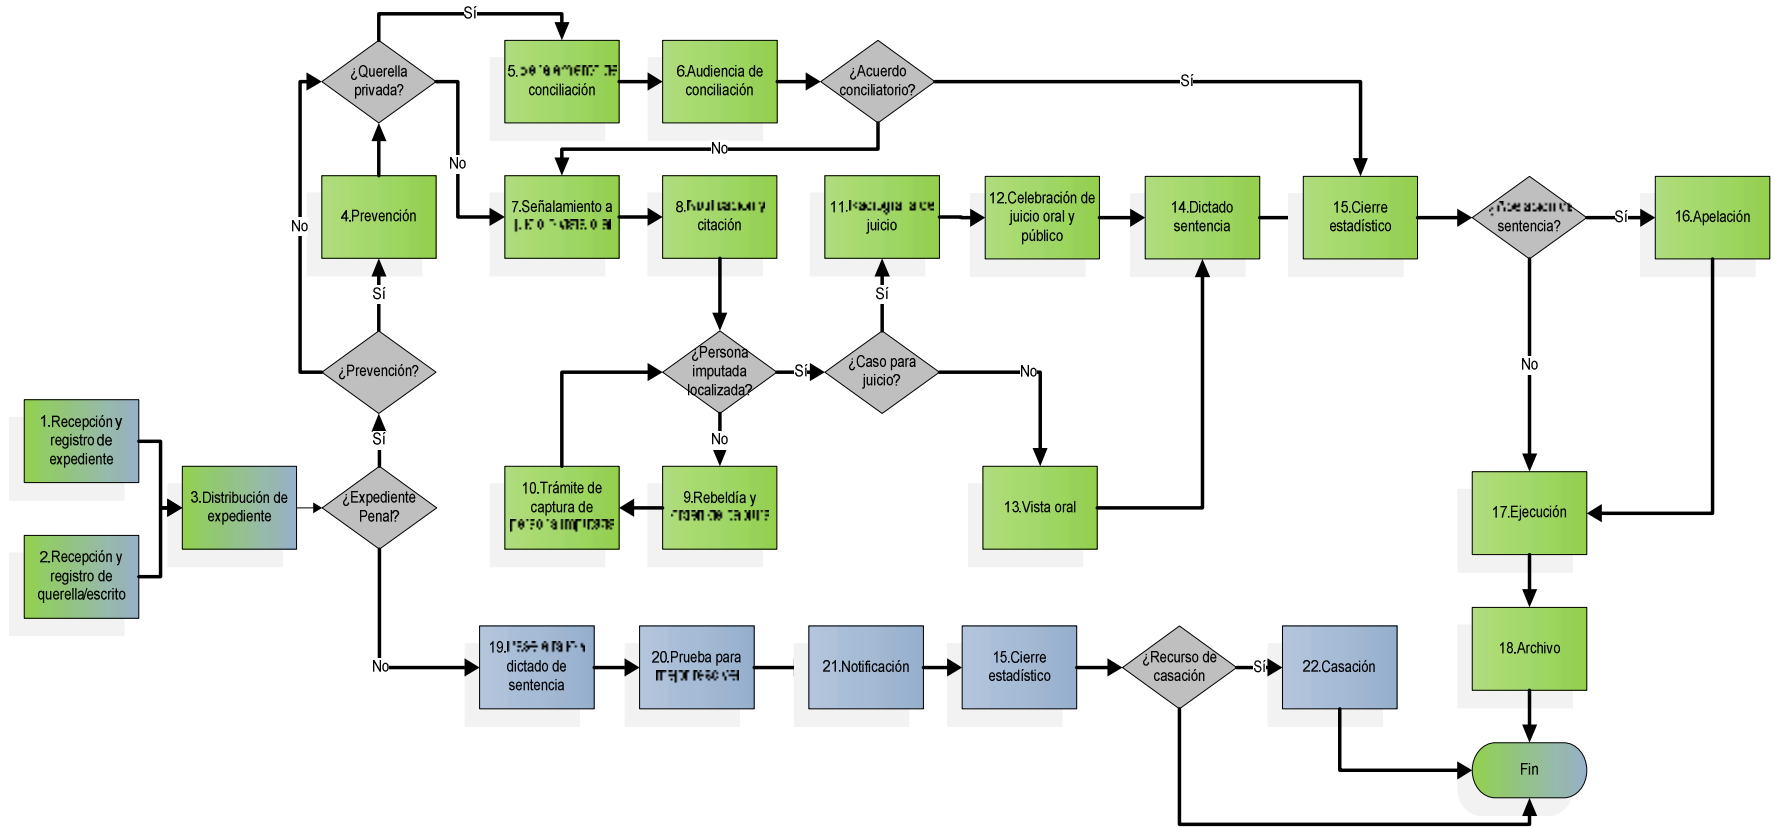 Sí
¿Querella
privada?
5.
conciliación
6.Audiencia de
conciliación
¿Acuerdo
conciliatorio?
Sí
No
No
No
4.Prevención
7.Señalamiento a
8.
citación
11.
juicio
12.Celebración de
juicio oral y
público
14.Dictado
sentencia
15.Cierre
estadístico
sentencia?
Sí
16.Apelación
Sí
Sí
¿Prevención?
¿Persona
imputada
localizada?
Sí
¿Caso para
juicio?
No
No
1.Recepción y
registro de
expediente
Sí
No
3.Distribución de
expediente
¿Expediente
Penal?
10.Trámite de
captura de
9.Rebeldía y
13.Vista oral
17.Ejecución
2.Recepción y
registro de
querella/escrito
No
19.
dictado de
sentencia
20.Prueba para
21.Notificación
15.Cierre
estadístico
¿Recurso de
casación
Sí
22.Casación
18.Archivo
Fin